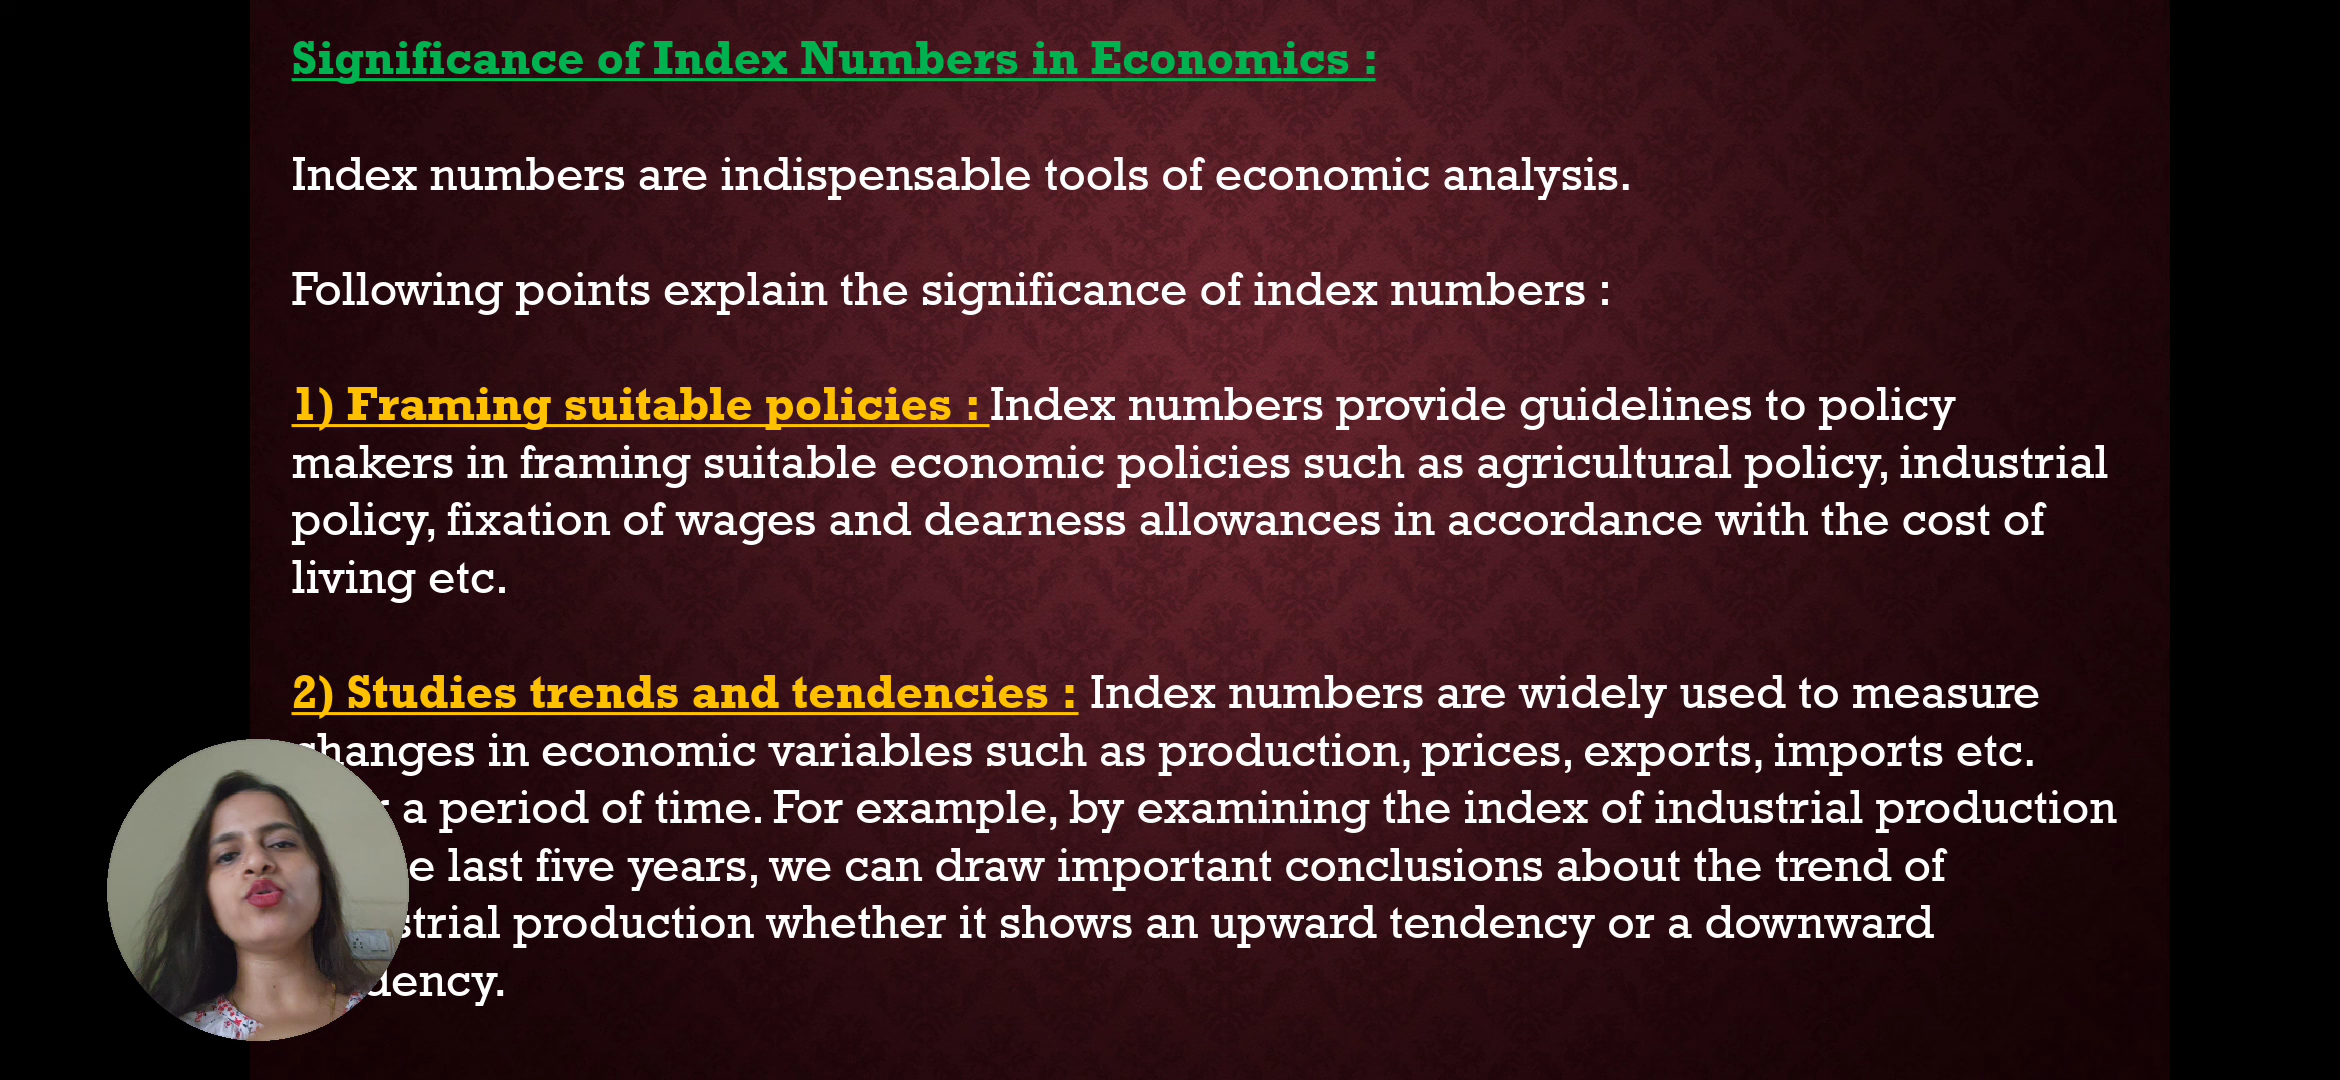 Significance of Index Numbers in Economics :
Index numbers are indispensable tools of economic analysis.
Following points explain the significance of index numbers :
1) Framing suitable policies : Index numbers provide guidelines to policy
makers in framing suitable economic policies such as agricultural policy, industrial
policy, fixation of wages and dearness allowances in accordance with the cost of
living etc.
2) Studies trends and tendencies : Index numbers are widely used to measure
changes in economic variables such as production, prices, exports, imports etc.
a period of time. For example, by examining the index of industrial production
last five years, we can draw important conclusions about the trend of
production whether it shows an upward tendency or a downward